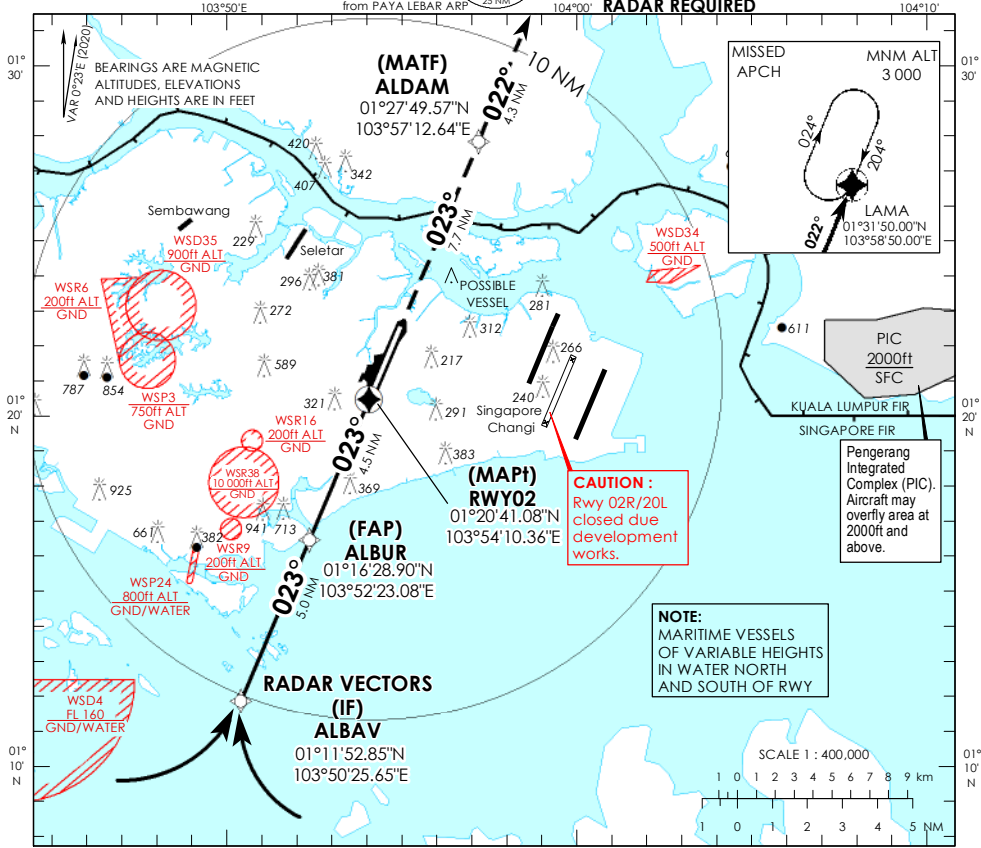 103°50'E
from PAYA LEBAR ARP
25 NM
104°00'
RADAR REQUIRED
104°10'
01°
30'
VAR 0°23'E (2020)
BEARINGS ARE MAGNETIC
ALTITUDES, ELEVATIONS
AND HEIGHTS ARE IN FEET
(MATF)
ALDAM
01°27'49.57"N
103°57'12.64"E
022°
4.3 NM
10 NM
MISSED
APCH
MNM ALT
3 000
024°
204°
022°
LAMA
01°31'50.00"N
103°58'50.00"E
01°
30'
420
407
342
Sembawang
229
Seletar
296
381
023°
7.7 NM
WSD35
900ft ALT
GND
WSR6
200ft ALT
GND
WSD34
500ft ALT
GND
POSSIBLE
VESSEL
281
272
312
611
PIC
2000ft
SFC
589
217
266
787
854
WSP3
750ft ALT
GND
321
240
291
Singapore
Changi
KUALA LUMPUR FIR
SINGAPORE FIR
01°
20'
N
01°
20'
N
WSR16
200ft ALT
GND
023°
4.5 NM
383
WSR38
10 000ft ALT
GND
(MAPt)
RWY02
01°20'41.08"N
103°54'10.36"E
CAUTION :
Rwy 02R/20L
closed due
development
works.
Pengerang
Integrated
Complex (PIC).
Aircraft may
overfly area at
2000ft and
above.
925
369
661
382
941
713
WSR9
200ft ALT
GND
(FAP)
ALBUR
01°16'28.90"N
103°52'23.08"E
WSP24
800ft ALT
GND/WATER
023°
5.0 NM
NOTE:
MARITIME VESSELS
OF VARIABLE HEIGHTS
IN WATER NORTH
AND SOUTH OF RWY
WSD4
FL 160
GND/WATER
RADAR VECTORS
(IF)
ALBAV
01°11'52.85"N
103°50'25.65"E
01°
10'
N
01°
10'
N
SCALE 1 : 400,000
1 0 1 2 3 4 5 6 7 8 9 km
1 0 1 2 3 4 5 NM